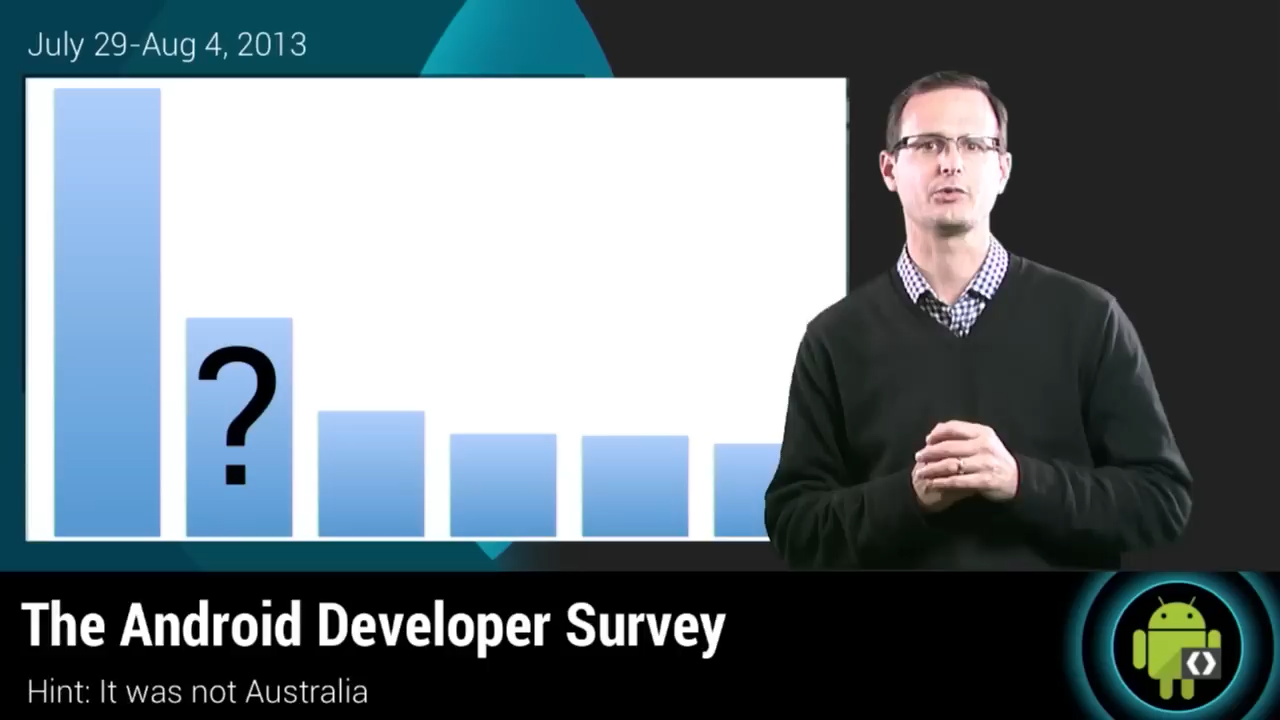 July 29-Aug 4, 2013
?
The Android Developer Survey
Hint: It was not Australia